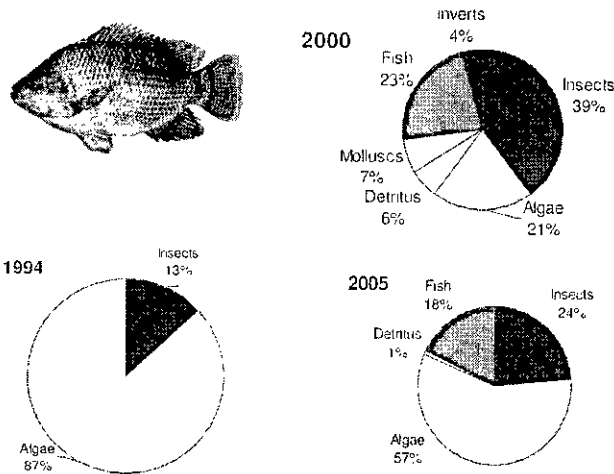 2000
inverts
4%
Fish
23%
Insects
39%
Molluscs
7%
Detritus
6%
Algae
21%
1994
Insects
13%
Algae
87%
2005
Fish
18%
Insects
24%
Detritus
1%
Algae
57%